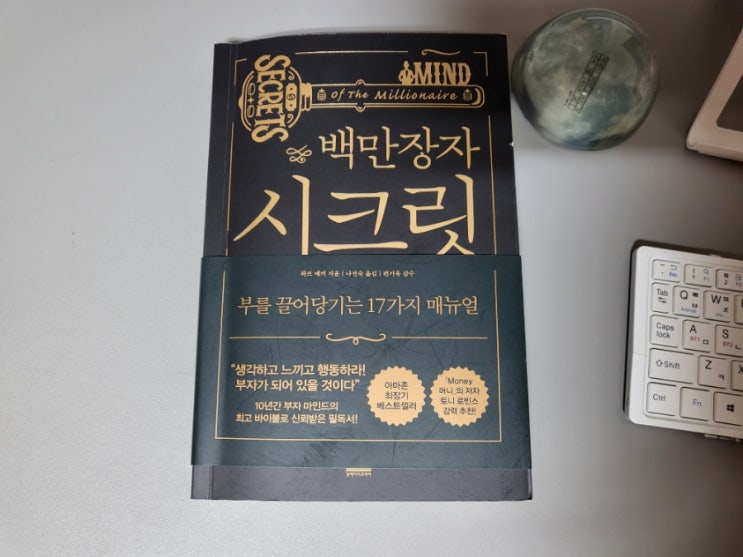 SECRETS
MIND
Of The Millionaire
백만장자
시크릿
하브 에커 지음 | 나선숙 옮김 | 편기욱 감수
부를 끌어당기는 17가지 매뉴얼
“생각하고 느끼고 행동하라!
부자가 되어 있을 것이다”
10년간 부자 마인드의
최고 바이블로 신뢰받은 필독서!
아마존
최장기
베스트셀러
『Money
머니』의 저자
토니 로빈스
강력 추천!
Esc
1
2
Tab
Q ㅂ
W ㅈ
Caps
lock
A ㅁ
BT1
S ㄴ
BT2
Shift
Z ㅋ
Ctrl
Fn